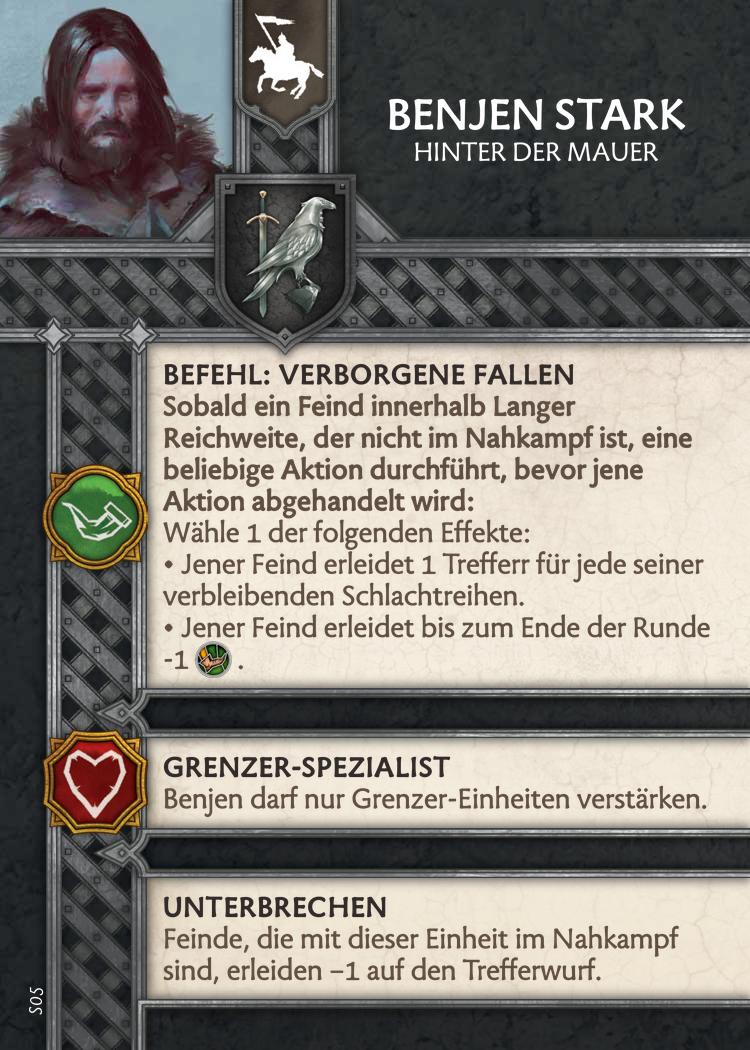 BENJEN STARK
HINTER DER MAUER
BEFEHL: VERBORGENE FALLEN
Sobald ein Feind innerhalb Langer
Reichweite, der nicht im Nahkampf ist, eine
beliebige Aktion durchführt, bevor jene
Aktion abgehandelt wird:
Wähle 1 der folgenden Effekte:
• Jener Feind erleidet 1 Trefferr für jede seiner
verbleibenden Schlachtreihen.
• Jener Feind erleidet bis zum Ende der Runde
-1 .
GRENZER-SPEZIALIST
Benjen darf nur Grenzer-Einheiten verstärken.
UNTERBRECHEN
Feinde, die mit dieser Einheit im Nahkampf
sind, erleiden −1 auf den Trefferwurf.
S05